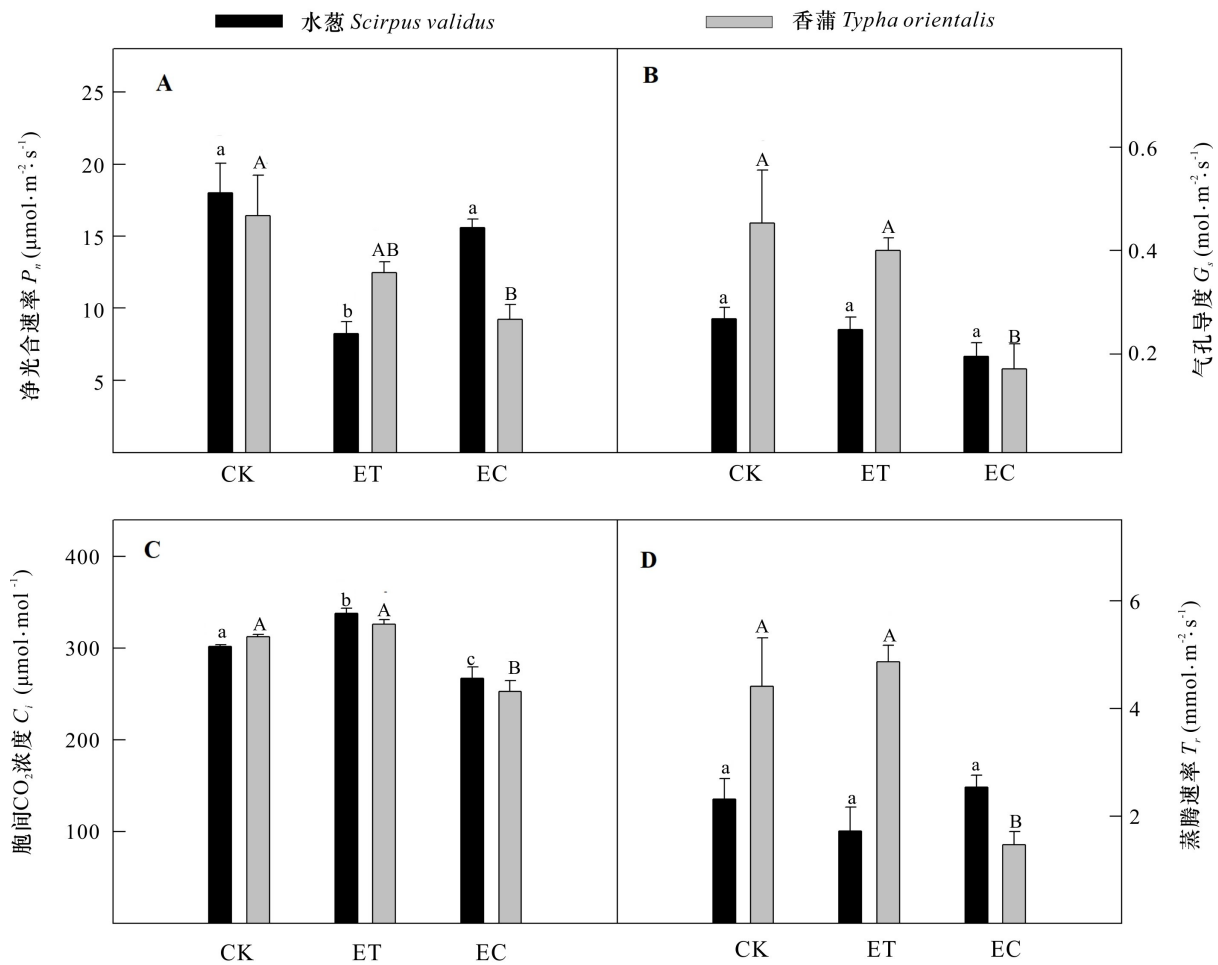 水葱 Scirpus validus
香蒲 Typha orientalis
A
B
25
20
15
10
5
净光合速率 Pn (μmol·m-2·s-1)
a
A
b
AB
a
B
CK
ET
EC
0.6
0.4
0.2
气孔导度 Gs (mol·m-2·s-1)
a
A
a
A
a
B
CK
ET
EC
C
D
400
300
200
100
胞间CO2浓度 Ci (μmol·mol-1)
a
A
b
A
c
B
CK
ET
EC
6
4
2
蒸腾速率 Tr (mmol·m-2·s-1)
a
A
a
A
a
B
CK
ET
EC